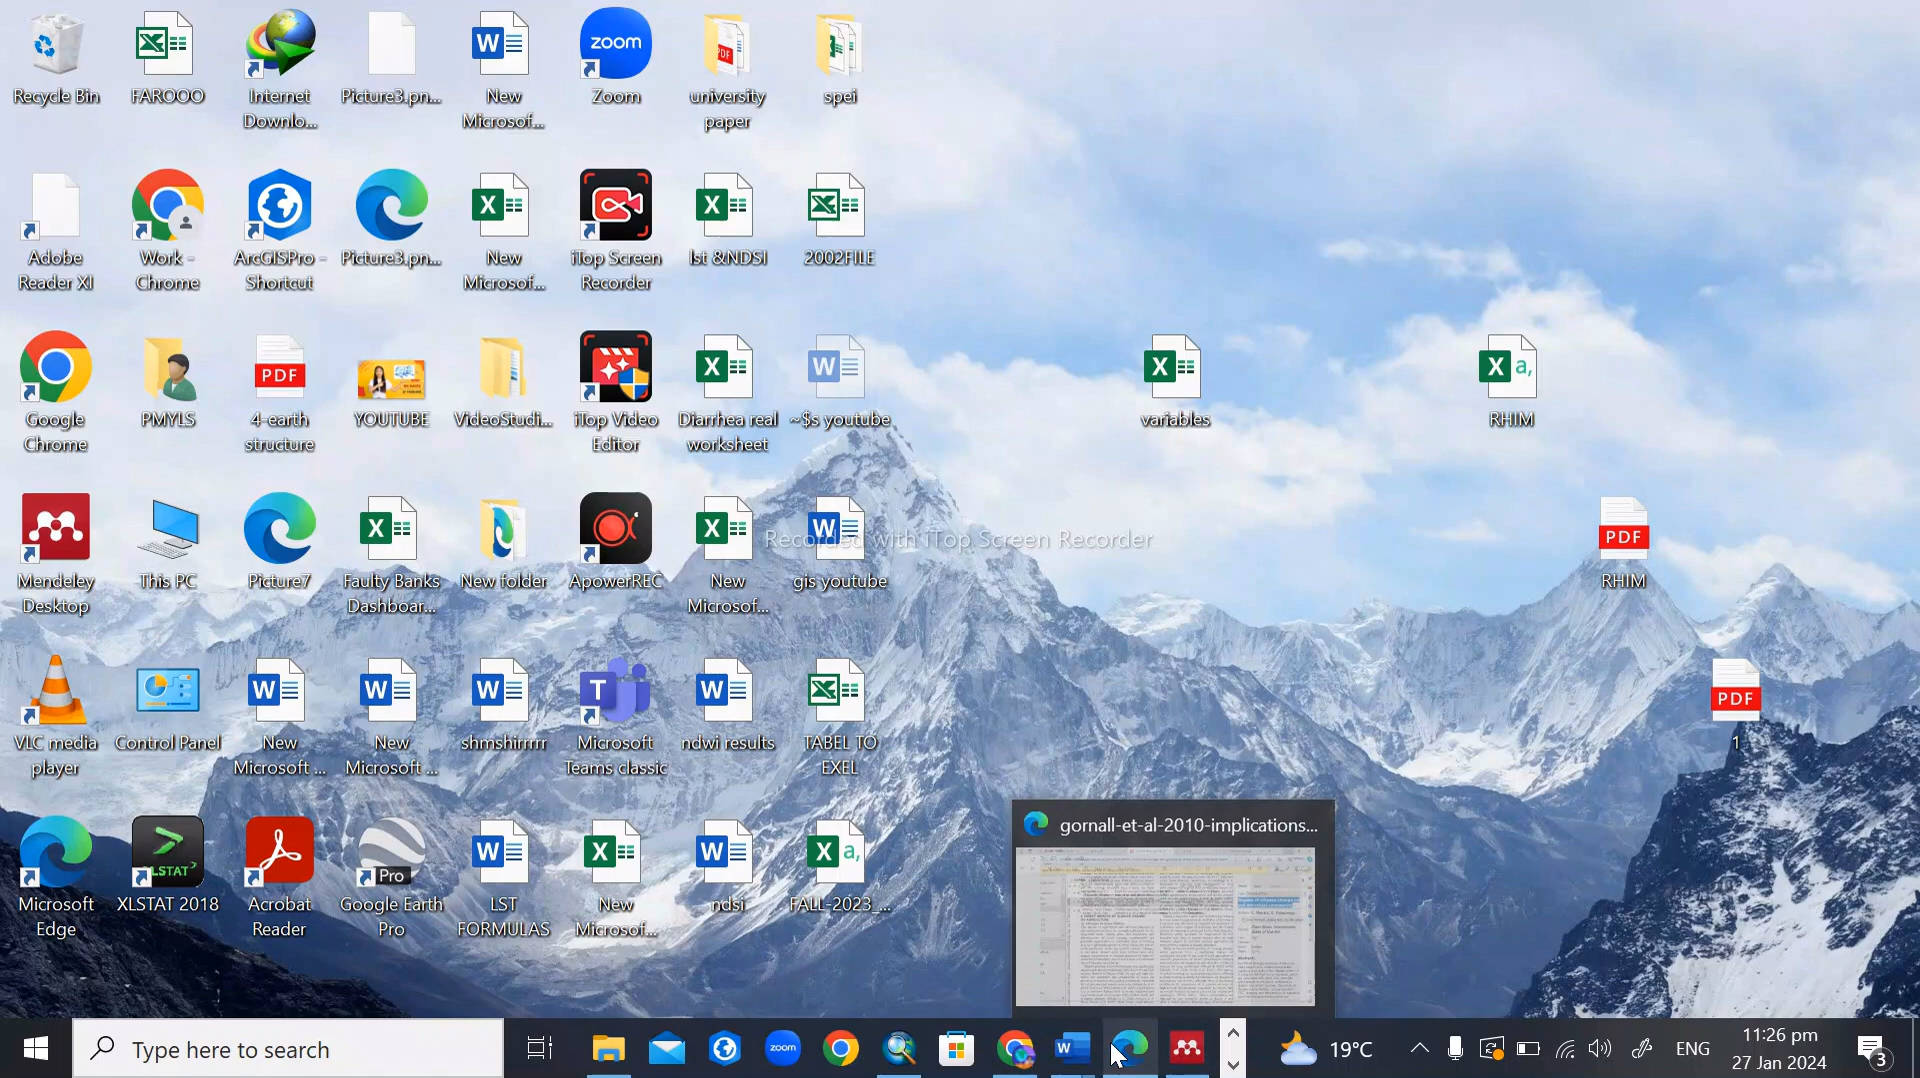 Recycle Bin
FAROOO
Internet
Downlo...
Picture3.pn...
New
Microsof...
zoom
Zoom
PDF
university
paper
spei
Adobe
Reader XI
Work -
Chrome
ArcGISPro -
Shortcut
Picture3.pn...
New
Microsof...
iTop Screen
Recorder
lst &NDSI
2002FILE
Google
Chrome
PMYLS
PDF
4-earth
structure
YOUTUBE
VideoStudi...
iTop Video
Editor
Diarrhea real
worksheet
~$s youtube
variables
RHIM
Mendeley
Desktop
This PC
Picture7
Faulty Banks
Dashboar...
New folder
ApowerREC
New
Microsof...
gis youtube
Recorded with iTop Screen Recorder
PDF
RHIM
VLC media
player
Control Panel
New
Microsoft ...
New
Microsoft ...
shmshirrrrr
Microsoft
Teams classic
ndwi results
TABEL TO
EXEL
PDF
1
Microsoft
Edge
XLSTAT
XLSTAT 2018
Acrobat
Reader
Pro
Google Earth
Pro
LST
FORMULAS
New
Microsof...
ndsi
FALL-2023_...
gornall-et-al-2010-implications...
Type here to search
zoom
19°C
ENG
11:26 pm
27 Jan 2024
3